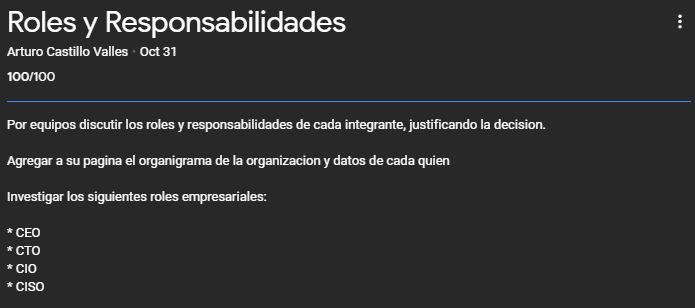 Roles y Responsabilidades
Arturo Castillo Valles • Oct 31
100/100
Por equipos discutir los roles y responsabilidades de cada integrante, justificando la decision.
Agregar a su pagina el organigrama de la organizacion y datos de cada quien
Investigar los siguientes roles empresariales:
* CEO
* CTO
* CIO
* CISO